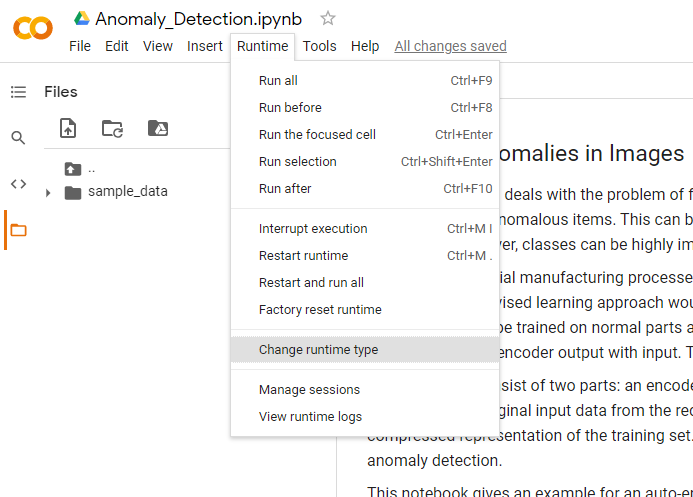 Anomaly_Detection.ipynb
File Edit View Insert Runtime Tools Help All changes saved
Files
..
sample_data
Run all Ctrl+F9
Run before Ctrl+F8
Run the focused cell Ctrl+Enter
Run selection Ctrl+Shift+Enter
Run after Ctrl+F10
Interrupt execution Ctrl+M I
Restart runtime Ctrl+M .
Restart and run all
Factory reset runtime
Change runtime type
Manage sessions
View runtime logs
omalies in Images
deals with the problem of f
nomalous items. This can b
ver, classes can be highly im
ial manufacturing processe
vised learning approach wou
be trained on normal parts a
encoder output with input. T
sist of two parts: an encode
ginal input data from the rec
compressed representation of the training set.
anomaly detection.
This notebook gives an example for an auto-en